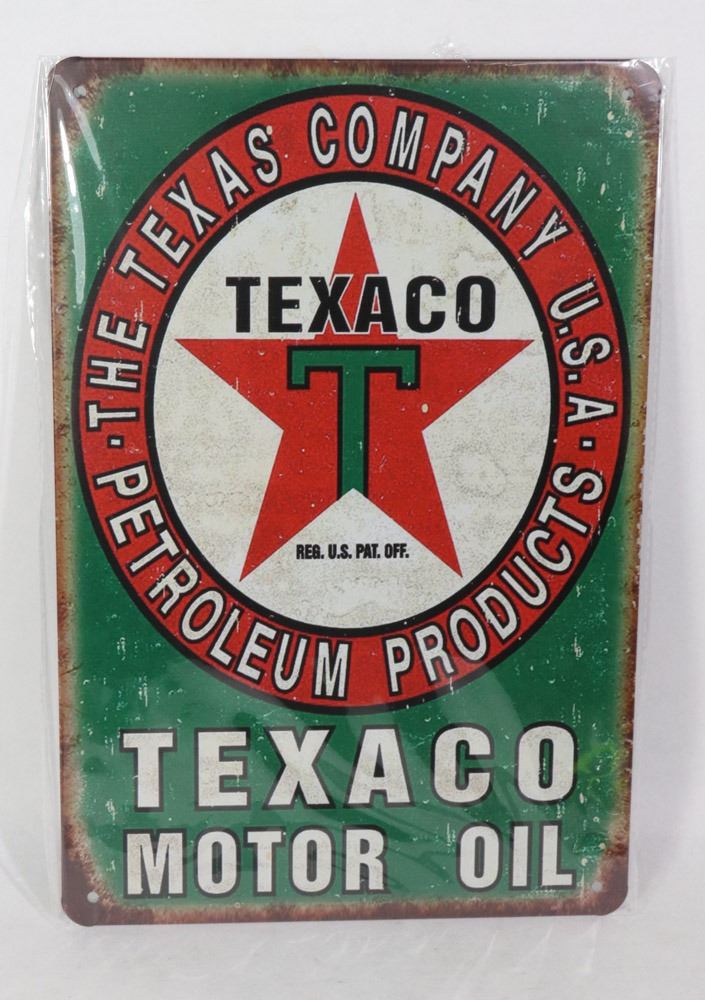 THE TEXAS COMPANY U.S.A.
TEXACO
T
REG. U.S. PAT. OFF.
PETROLEUM PRODUCTS
TEXACO
MOTOR OIL